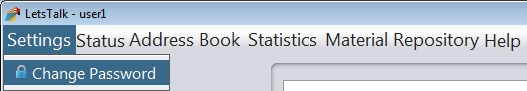 LetsTalk - user1
Settings Status Address Book Statistics Material Repository Help
Change Password